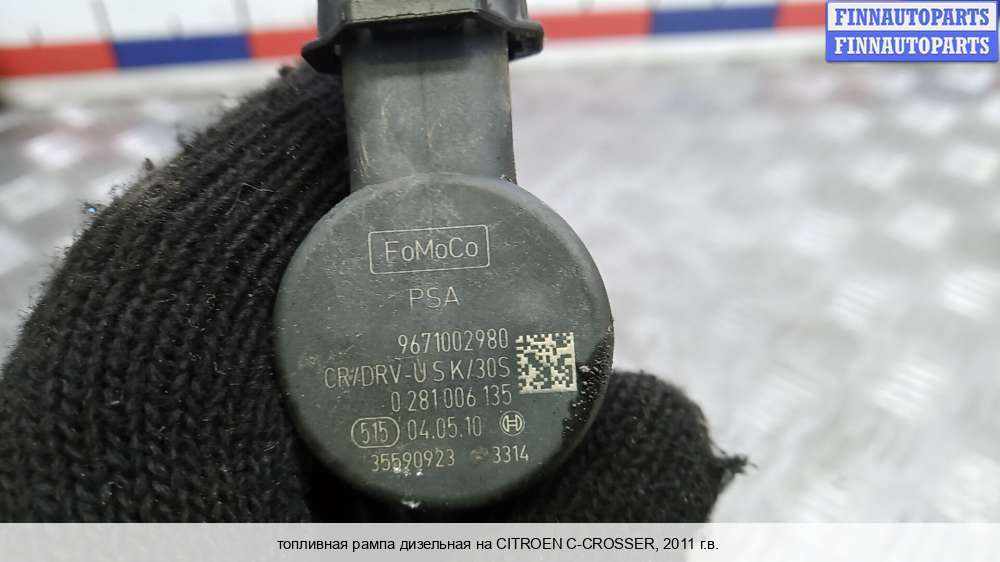 FINNAUTOPARTS
FINNAUTOPARTS
FoMoCo
PSA
9671002980
CR/DRV-USK/30S
0 281 006 135
515 04.05.10
35590923 3314
топливная рампа дизельная на CITROEN C-CROSSER, 2011 г.в.